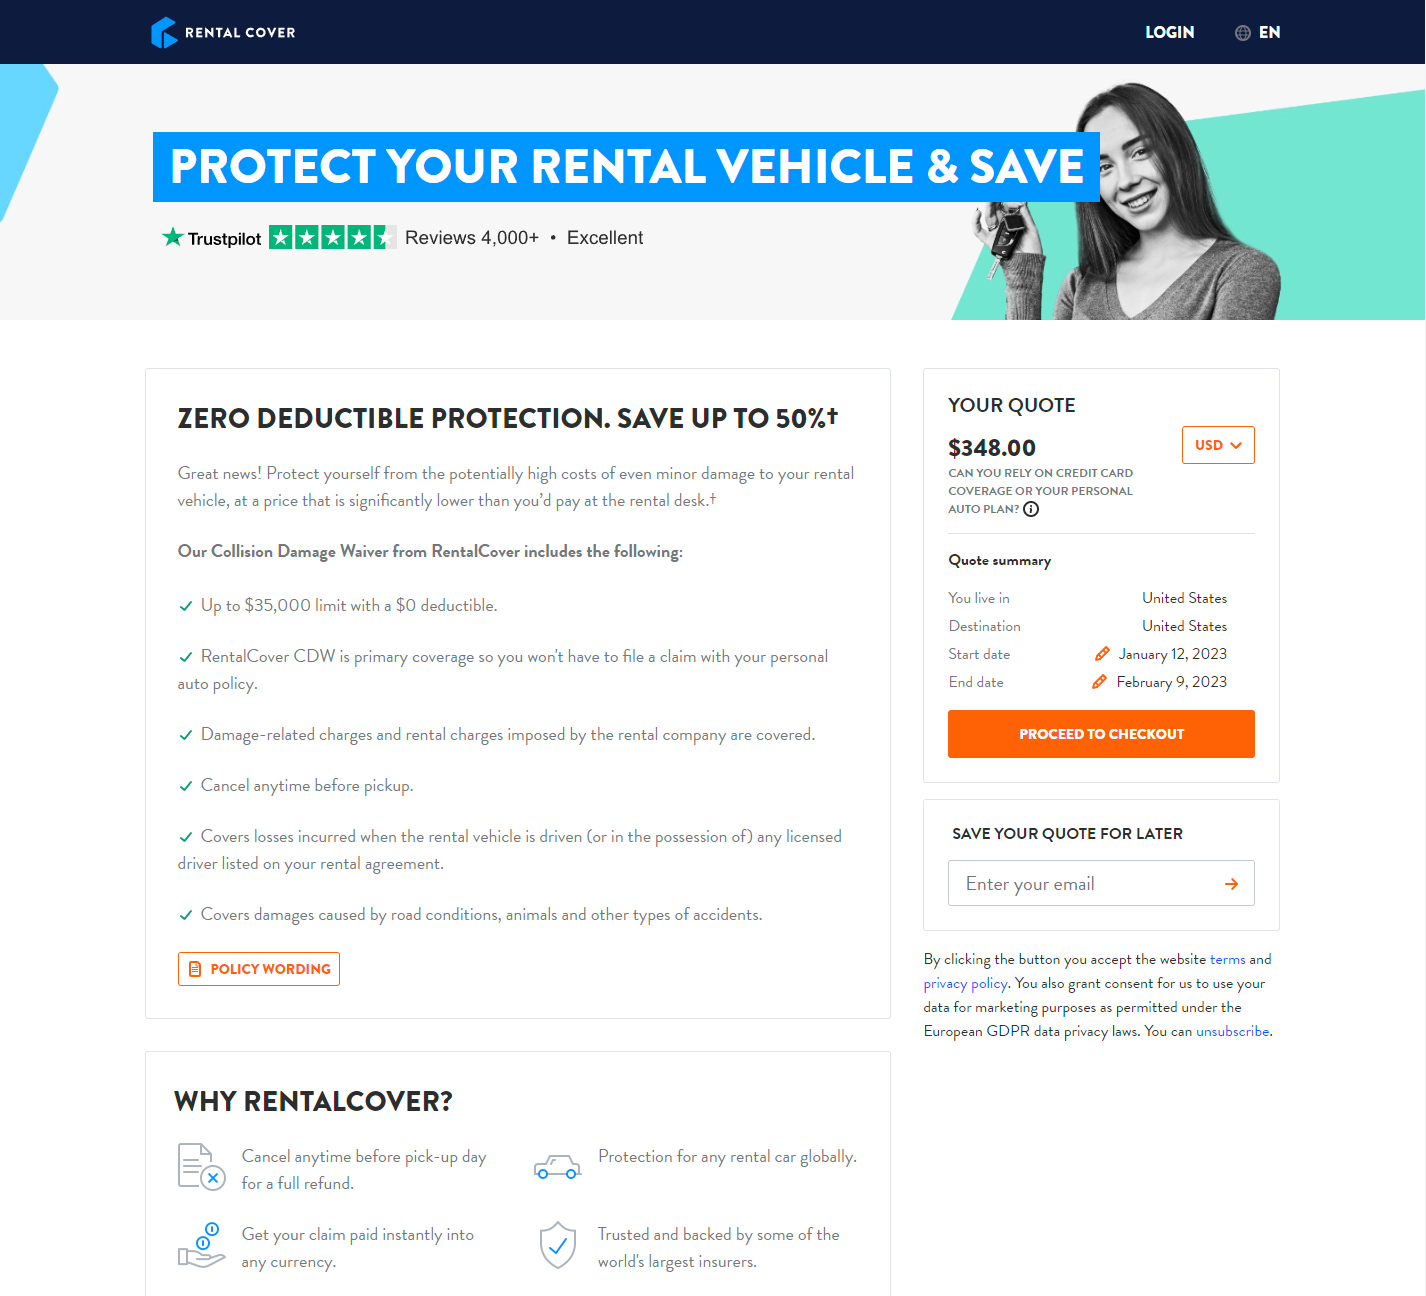 RENTAL COVER
LOGIN
EN
PROTECT YOUR RENTAL VEHICLE & SAVE
Trustpilot Reviews 4,000+ • Excellent
ZERO DEDUCTIBLE PROTECTION. SAVE UP TO 50%†
Great news! Protect yourself from the potentially high costs of even minor damage to your rental
vehicle, at a price that is significantly lower than you’d pay at the rental desk.†
Our Collision Damage Waiver from RentalCover includes the following:
Up to $35,000 limit with a $0 deductible.
RentalCover CDW is primary coverage so you won't have to file a claim with your personal
auto policy.
Damage-related charges and rental charges imposed by the rental company are covered.
Cancel anytime before pickup.
Covers losses incurred when the rental vehicle is driven (or in the possession of) any licensed
driver listed on your rental agreement.
Covers damages caused by road conditions, animals and other types of accidents.
POLICY WORDING
YOUR QUOTE
$348.00
USD
CAN YOU RELY ON CREDIT CARD
COVERAGE OR YOUR PERSONAL
AUTO PLAN?
Quote summary
You live in United States
Destination United States
Start date January 12, 2023
End date February 9, 2023
PROCEED TO CHECKOUT
SAVE YOUR QUOTE FOR LATER
Enter your email
By clicking the button you accept the website terms and
privacy policy. You also grant consent for us to use your
data for marketing purposes as permitted under the
European GDPR data privacy laws. You can unsubscribe.
WHY RENTALCOVER?
Cancel anytime before pick-up day
for a full refund.
Protection for any rental car globally.
Get your claim paid instantly into
any currency.
Trusted and backed by some of the
world's largest insurers.